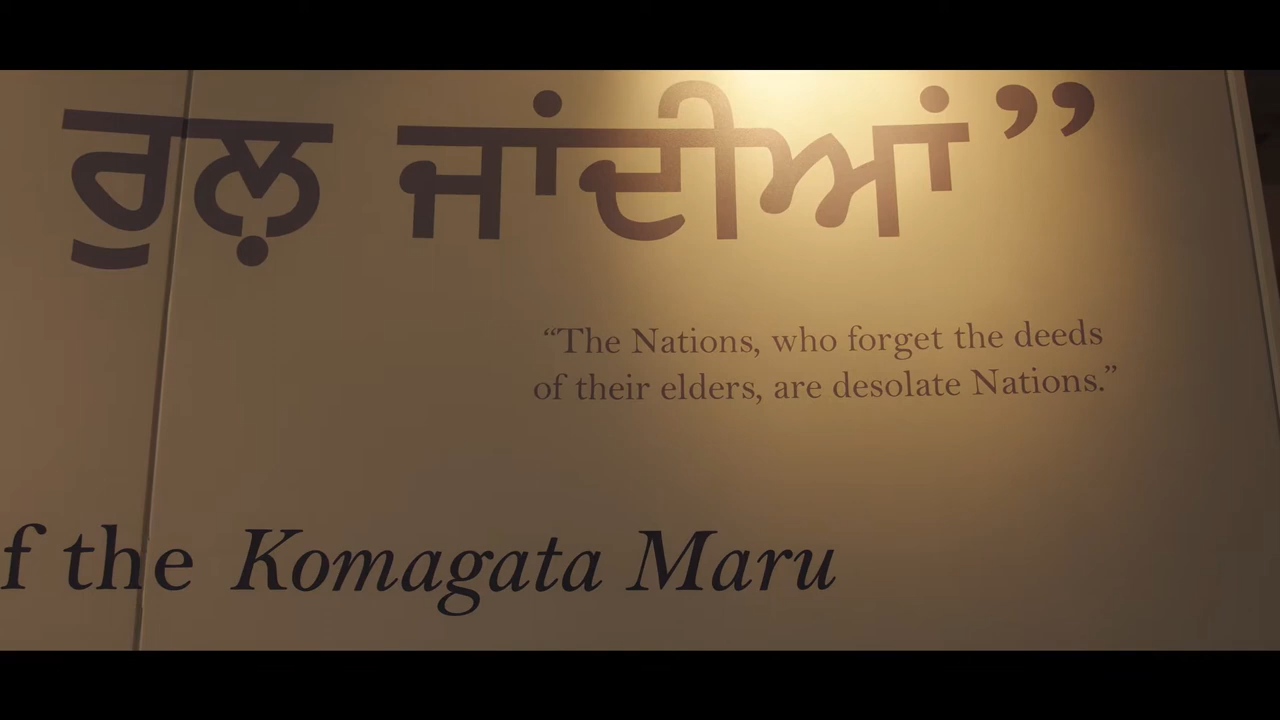 ਰੁਲ਼ ਜਾਂਦੀਆਂ”
“The Nations, who forget the deeds
of their elders, are desolate Nations.”
f the Komagata Maru